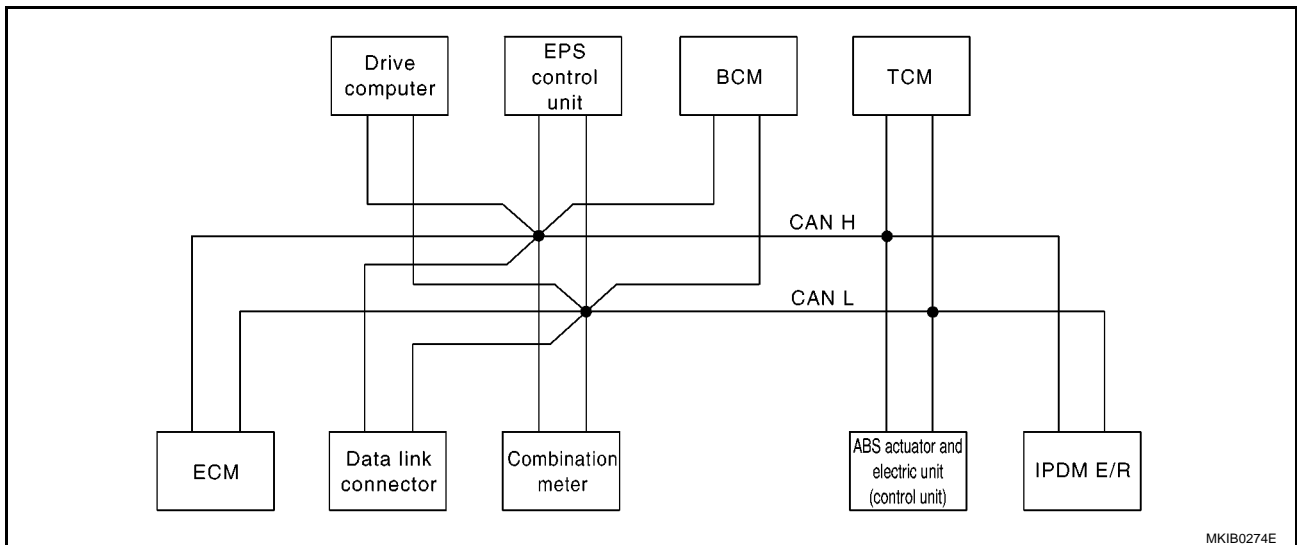 Drive
computer
EPS
control
unit
BCM
TCM
CAN H
CAN L
ECM
Data link
connector
Combination
meter
ABS actuator and
electric unit
(control unit)
IPDM E/R
MKIB0274E